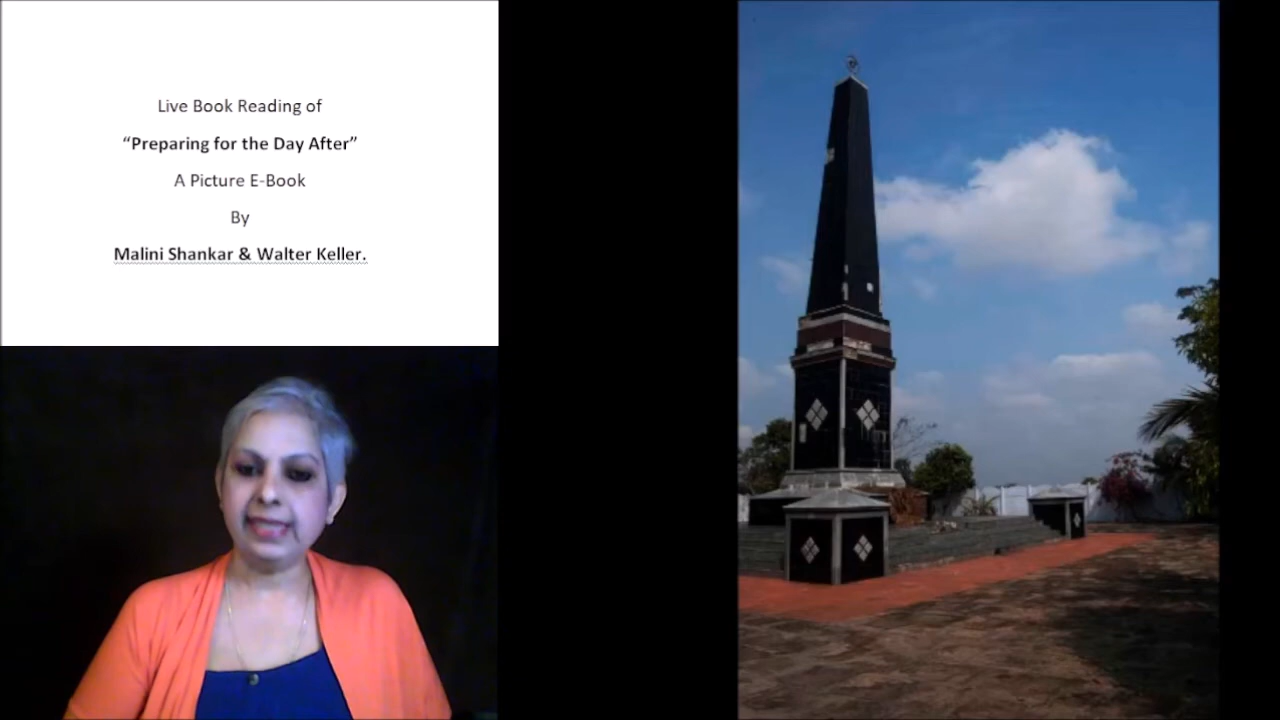 Live Book Reading of
“Preparing for the Day After”
A Picture E-Book
By
Malini Shankar & Walter Keller.